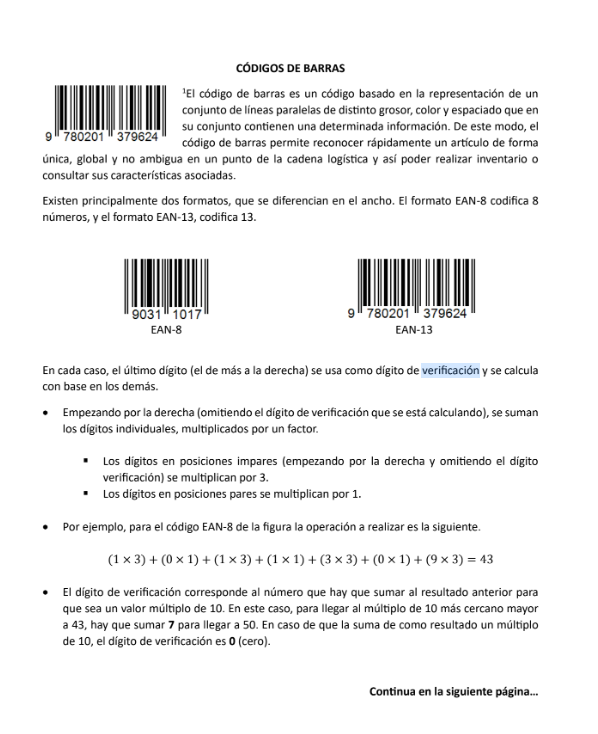 CÓDIGOS DE BARRAS
9 780201 379624
¹El código de barras es un código basado en la representación de un
conjunto de líneas paralelas de distinto grosor, color y espaciado que en
su conjunto contienen una determinada información. De este modo, el
código de barras permite reconocer rápidamente un artículo de forma
única, global y no ambigua en un punto de la cadena logística y así poder realizar inventario o
consultar sus características asociadas.
Existen principalmente dos formatos, que se diferencian en el ancho. El formato EAN-8 codifica 8
números, y el formato EAN-13, codifica 13.
9031 1017
EAN-8
9 780201 379624
EAN-13
En cada caso, el último dígito (el de más a la derecha) se usa como dígito de verificación y se calcula
con base en los demás.
• Empezando por la derecha (omitiendo el dígito de verificación que se está calculando), se suman
los dígitos individuales, multiplicados por un factor.
▪ Los dígitos en posiciones impares (empezando por la derecha y omitiendo el dígito
verificación) se multiplican por 3.
▪ Los dígitos en posiciones pares se multiplican por 1.
• Por ejemplo, para el código EAN-8 de la figura la operación a realizar es la siguiente.
(1 × 3) + (0 × 1) + (1 × 3) + (1 × 1) + (3 × 3) + (0 × 1) + (9 × 3) = 43
• El dígito de verificación corresponde al número que hay que sumar al resultado anterior para
que sea un valor múltiplo de 10. En este caso, para llegar al múltiplo de 10 más cercano mayor
a 43, hay que sumar 7 para llegar a 50. En caso de que la suma de como resultado un múltiplo
de 10, el dígito de verificación es 0 (cero).
Continua en la siguiente página...